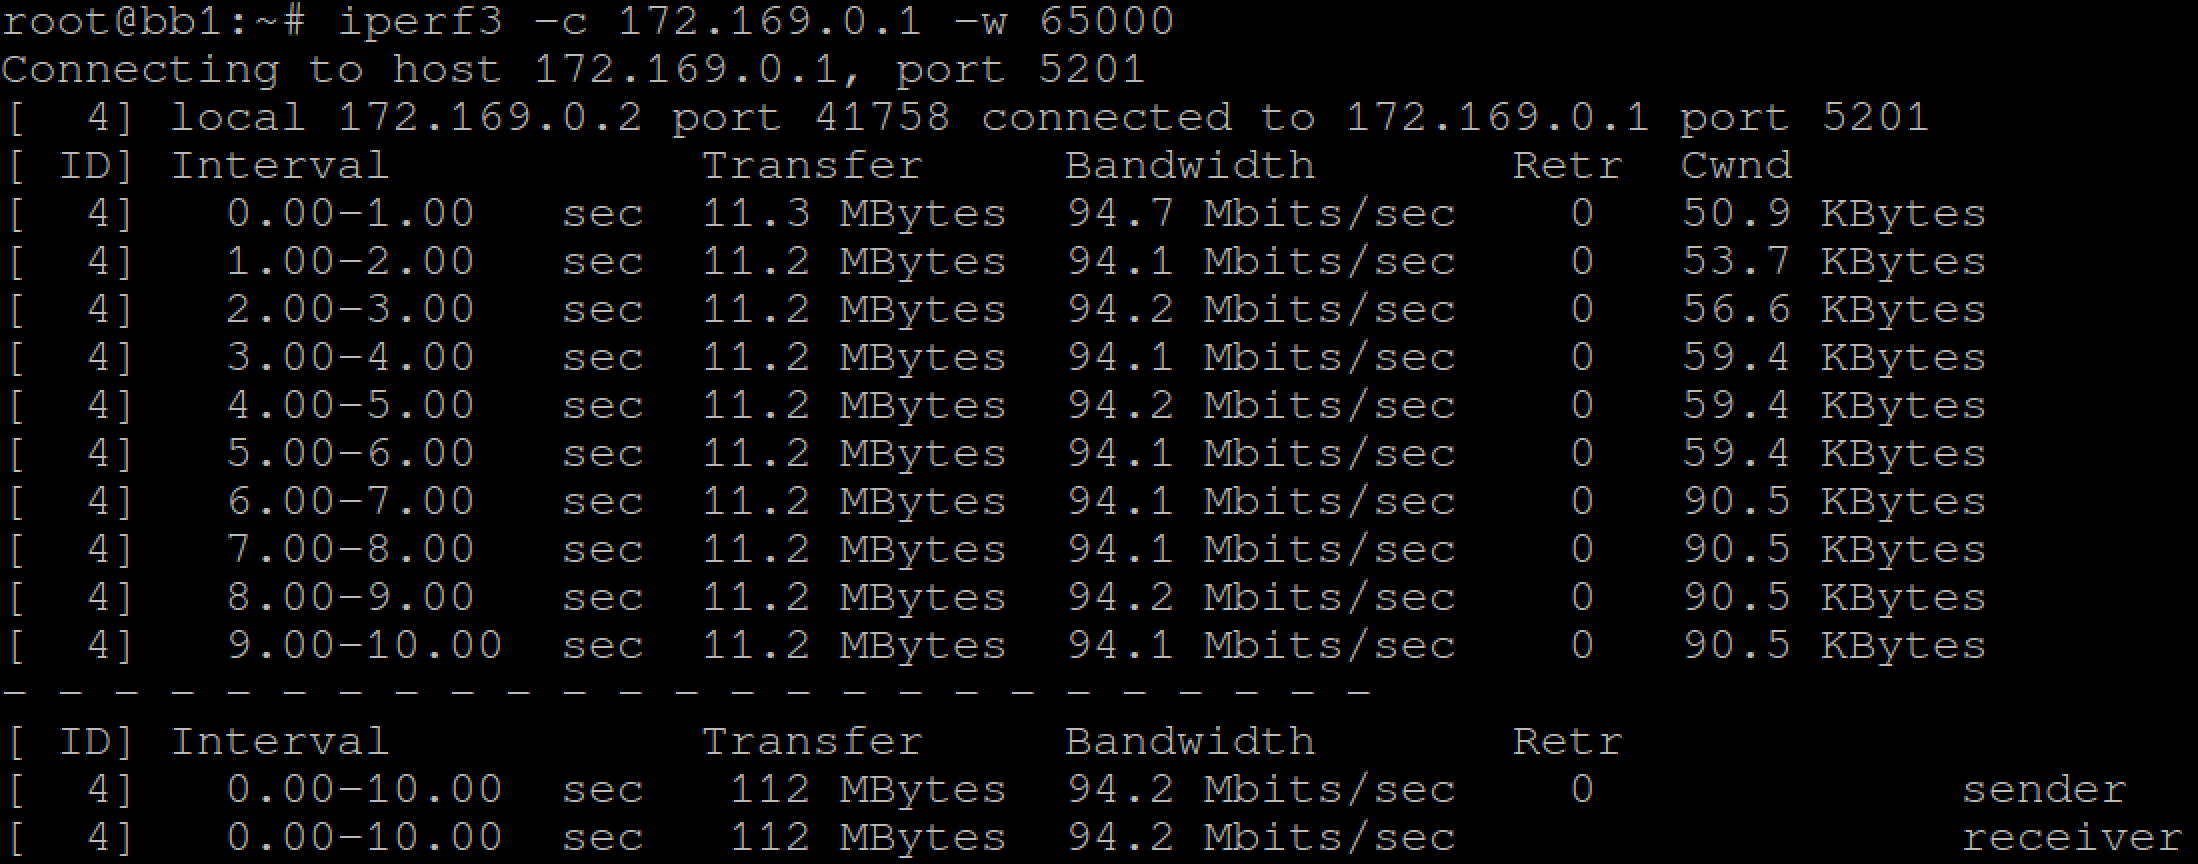 root@bb1:~# iperf3 -c 172.169.0.1 -w 65000
Connecting to host 172.169.0.1, port 5201
[  4] local 172.169.0.2 port 41758 connected to 172.169.0.1 port 5201
[ ID] Interval           Transfer     Bandwidth       Retr  Cwnd
[  4]   0.00-1.00   sec  11.3 MBytes  94.7 Mbits/sec    0   50.9 KBytes
[  4]   1.00-2.00   sec  11.2 MBytes  94.1 Mbits/sec    0   53.7 KBytes
[  4]   2.00-3.00   sec  11.2 MBytes  94.2 Mbits/sec    0   56.6 KBytes
[  4]   3.00-4.00   sec  11.2 MBytes  94.1 Mbits/sec    0   59.4 KBytes
[  4]   4.00-5.00   sec  11.2 MBytes  94.2 Mbits/sec    0   59.4 KBytes
[  4]   5.00-6.00   sec  11.2 MBytes  94.1 Mbits/sec    0   59.4 KBytes
[  4]   6.00-7.00   sec  11.2 MBytes  94.1 Mbits/sec    0   90.5 KBytes
[  4]   7.00-8.00   sec  11.2 MBytes  94.1 Mbits/sec    0   90.5 KBytes
[  4]   8.00-9.00   sec  11.2 MBytes  94.2 Mbits/sec    0   90.5 KBytes
[  4]   9.00-10.00  sec  11.2 MBytes  94.1 Mbits/sec    0   90.5 KBytes
- - - - - - - - - - - - - - - - - - - - - - - - -
[ ID] Interval           Transfer     Bandwidth       Retr
[  4]   0.00-10.00  sec   112 MBytes  94.2 Mbits/sec    0             sender
[  4]   0.00-10.00  sec   112 MBytes  94.2 Mbits/sec                  receiver